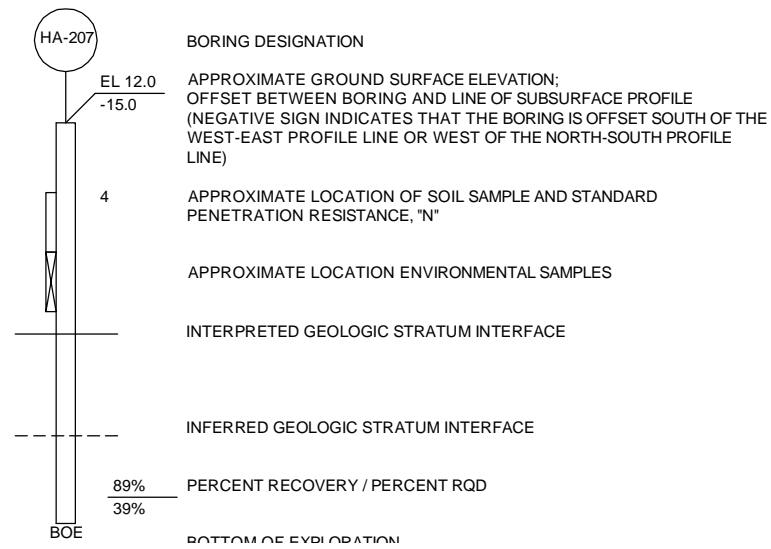 HA-207
BORING DESIGNATION
EL 12.0
-15.0
APPROXIMATE GROUND SURFACE ELEVATION;
OFFSET BETWEEN BORING AND LINE OF SUBSURFACE PROFILE
(NEGATIVE SIGN INDICATES THAT THE BORING IS OFFSET SOUTH OF THE
WEST-EAST PROFILE LINE OR WEST OF THE NORTH-SOUTH PROFILE
LINE)
4
APPROXIMATE LOCATION OF SOIL SAMPLE AND STANDARD
PENETRATION RESISTANCE, "N"
APPROXIMATE LOCATION ENVIRONMENTAL SAMPLES
INTERPRETED GEOLOGIC STRATUM INTERFACE
INFERRED GEOLOGIC STRATUM INTERFACE
89%
39%
PERCENT RECOVERY / PERCENT RQD
BOE
BOTTOM OF EXPLORATION